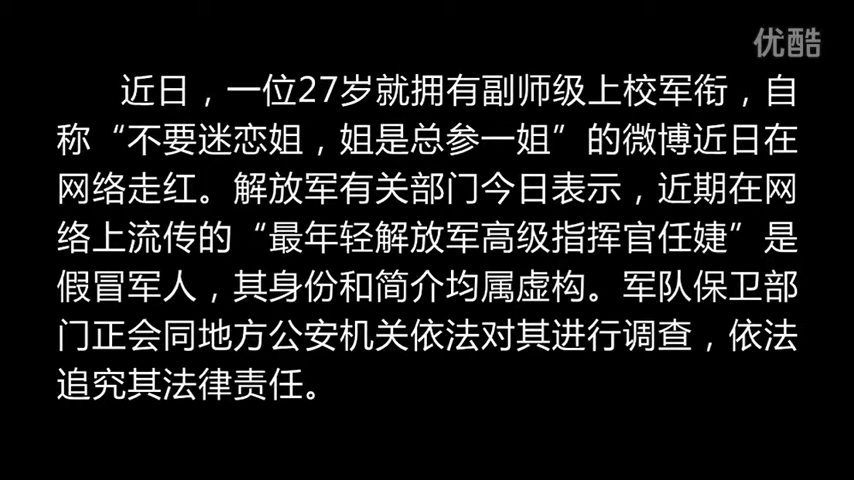 优酷
近日，一位27岁就拥有副师级上校军衔，自
称“不要迷恋姐，姐是总参一姐”的微博近日在
网络走红。解放军有关部门今日表示，近期在网
络上流传的“最年轻解放军高级指挥官任婕”是
假冒军人，其身份和简介均属虚构。军队保卫部
门正会同地方公安机关依法对其进行调查，依法
追究其法律责任。